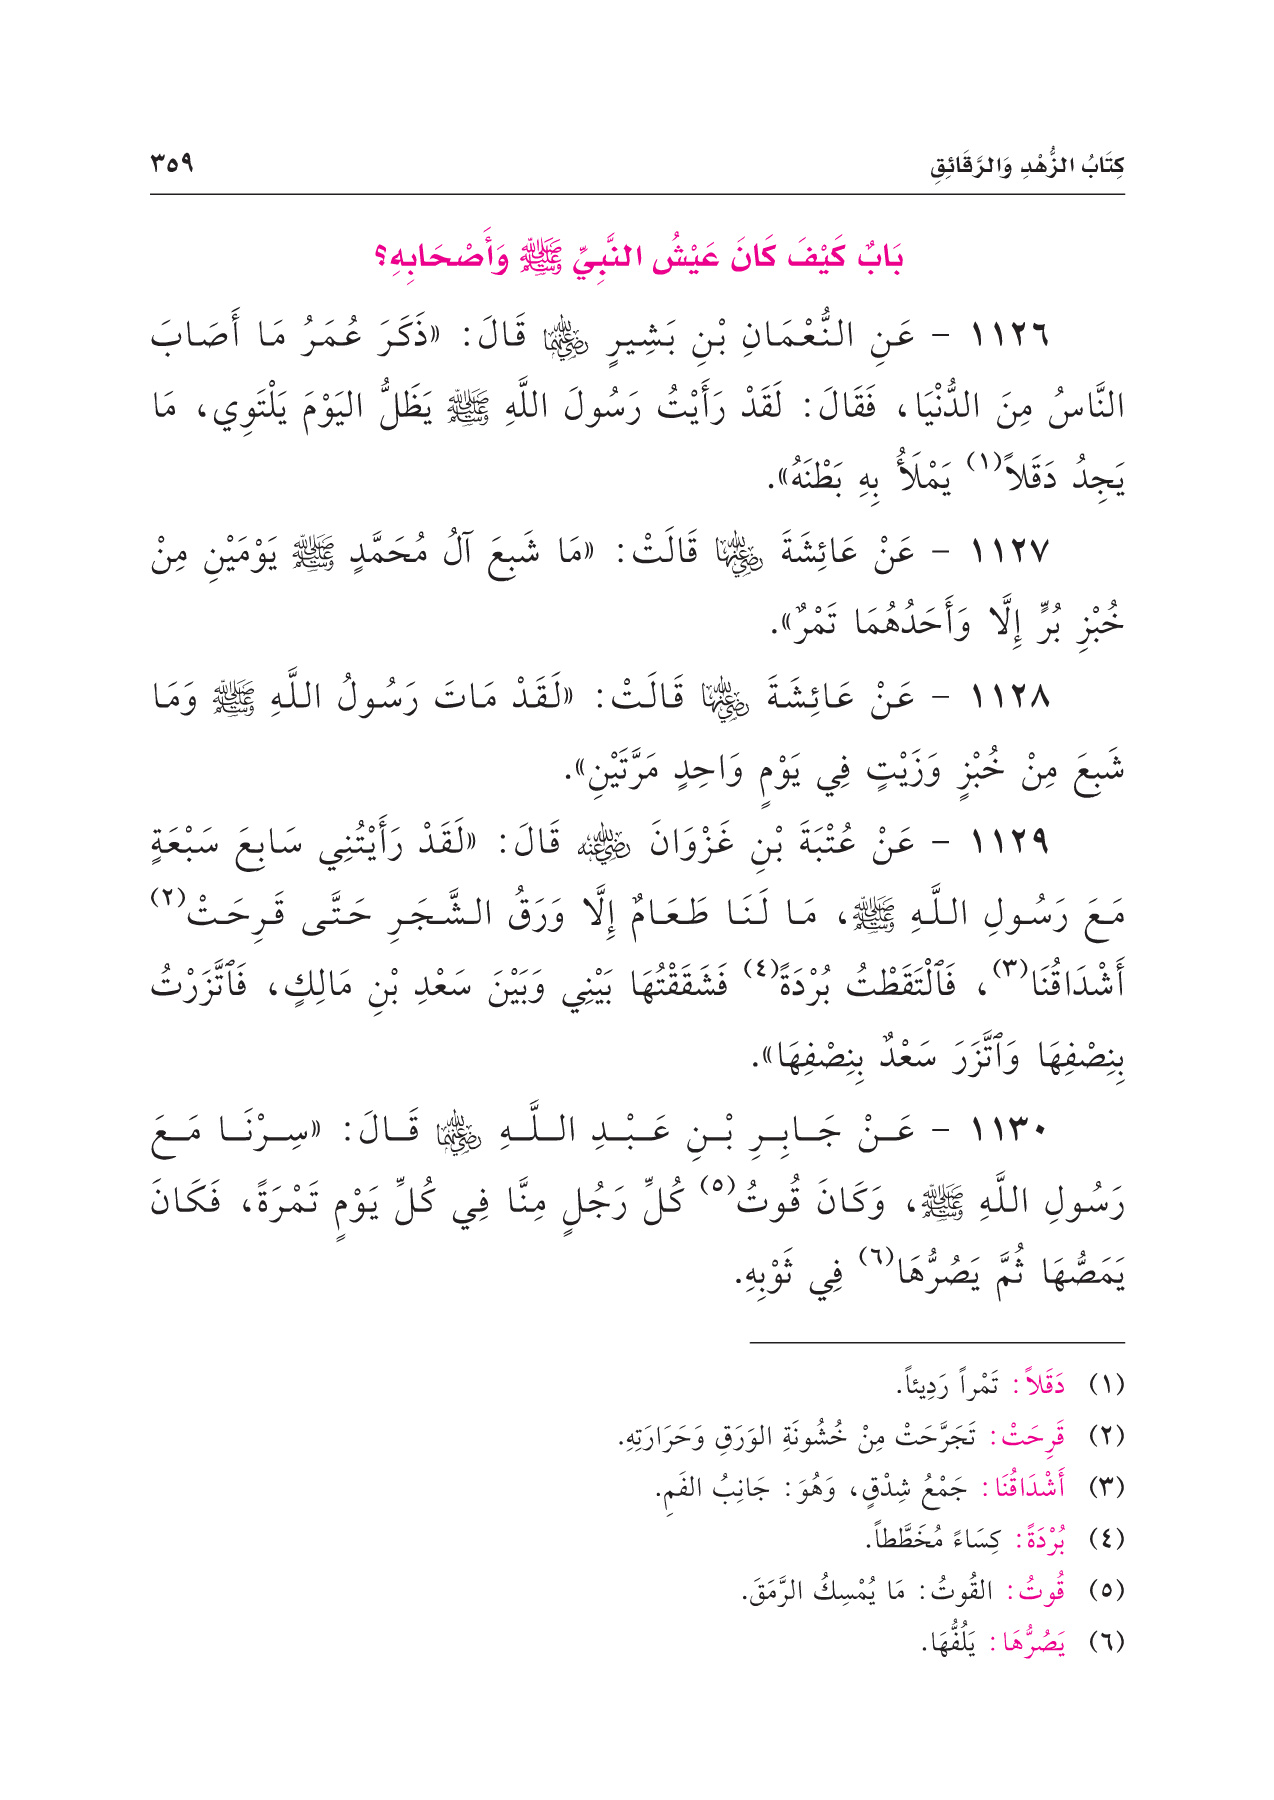 كِتَابُ الزُّهْدِ وَالرَّقَائِقِ ٣٥٩
بَابٌ كَيْفَ كَانَ عَيْشُ النَّبِيِّ ﷺ وَأَصْحَابِهِ؟
١١٢٦ - عَنِ النُّعْمَانِ بْنِ بَشِيرٍ رضي الله عنهما قَالَ: «ذَكَرَ عُمَرُ مَا أَصَابَ
النَّاسُ مِنَ الدُّنْيَا، فَقَالَ: لَقَدْ رَأَيْتُ رَسُولَ اللَّهِ ﷺ يَظَلُّ اليَوْمَ يَلْتَوِي، مَا
يَجِدُ دَقَلاً(١) يَمْلَأُ بِهِ بَطْنَهُ».
١١٢٧ - عَنْ عَائِشَةَ رضي الله عنها قَالَتْ: «مَا شَبِعَ آلُ مُحَمَّدٍ ﷺ يَوْمَيْنِ مِنْ
خُبْزِ بُرٍّ إِلَّا وَأَحَدُهُمَا تَمْرٌ».
١١٢٨ - عَنْ عَائِشَةَ رضي الله عنها قَالَتْ: «لَقَدْ مَاتَ رَسُولُ اللَّهِ ﷺ وَمَا
شَبِعَ مِنْ خُبْزٍ وَزَيْتٍ فِي يَوْمٍ وَاحِدٍ مَرَّتَيْنِ».
١١٢٩ - عَنْ عُتْبَةَ بْنِ غَزْوَانَ رضي الله عنه قَالَ: «لَقَدْ رَأَيْتُنِي سَابِعَ سَبْعَةٍ
مَعَ رَسُولِ اللَّهِ ﷺ، مَا لَنَا طَعَامٌ إِلَّا وَرَقُ الشَّجَرِ حَتَّى قَرِحَتْ(٢)
أَشْدَاقُنَا(٣)، فَٱلْتَقَطْتُ بُرْدَةً(٤) فَشَقَقْتُهَا بَيْنِي وَبَيْنَ سَعْدِ بْنِ مَالِكٍ، فَٱتَّزَرْتُ
بِنِصْفِهَا وَٱتَّزَرَ سَعْدٌ بِنِصْفِهَا».
١١٣٠ - عَنْ جَابِرِ بْنِ عَبْدِ اللَّهِ رضي الله عنهما قَالَ: «سِرْنَا مَعَ
رَسُولِ اللَّهِ ﷺ، وَكَانَ قُوتُ(٥) كُلِّ رَجُلٍ مِنَّا فِي كُلِّ يَوْمٍ تَمْرَةً، فَكَانَ
يَمَصُّهَا ثُمَّ يَصُرُّهَا(٦) فِي ثَوْبِهِ.
(١) دَقَلاً: تَمْراً رَدِيئاً.
(٢) قَرِحَتْ: تَجَرَّحَتْ مِنْ خُشُونَةِ الوَرَقِ وَحَرَارَتِهِ.
(٣) أَشْدَاقُنَا: جَمْعُ شِدْقٍ، وَهُوَ: جَانِبُ الفَمِ.
(٤) بُرْدَةً: كِسَاءً مُخَطَّطاً.
(٥) قُوتُ: القُوتُ: مَا يُمْسِكُ الرَّمَقَ.
(٦) يَصُرُّهَا: يَلُفُّهَا.